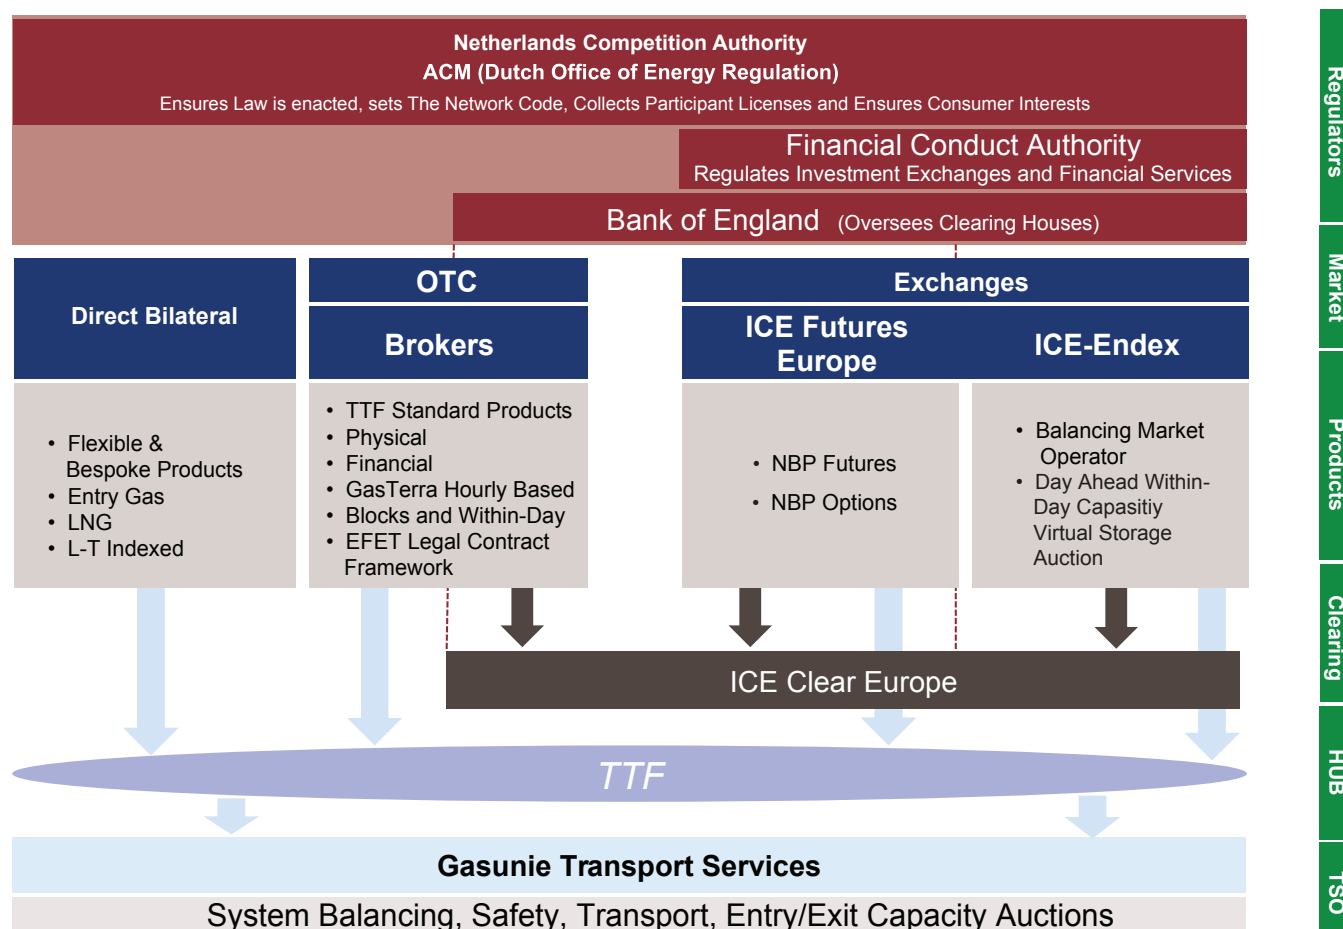 Netherlands Competition Authority
ACM (Dutch Office of Energy Regulation)
Ensures Law is enacted, sets The Network Code, Collects Participant Licenses and Ensures Consumer Interests
Financial Conduct Authority
Regulates Investment Exchanges and Financial Services
Bank of England (Oversees Clearing Houses)
Regulators
Direct Bilateral
OTC
Brokers
Exchanges
ICE Futures
Europe
ICE-Endex
Market
• Flexible &
Bespoke Products
• Entry Gas
• LNG
• L-T Indexed
• TTF Standard Products
• Physical
• Financial
• GasTerra Hourly Based
• Blocks and Within-Day
• EFET Legal Contract
Framework
• NBP Futures
• NBP Options
• Balancing Market
Operator
• Day Ahead Within-
Day Capasitiy
Virtual Storage
Auction
Products
ICE Clear Europe
Clearing
TTF
HUB
Gasunie Transport Services
System Balancing, Safety, Transport, Entry/Exit Capacity Auctions
TSO